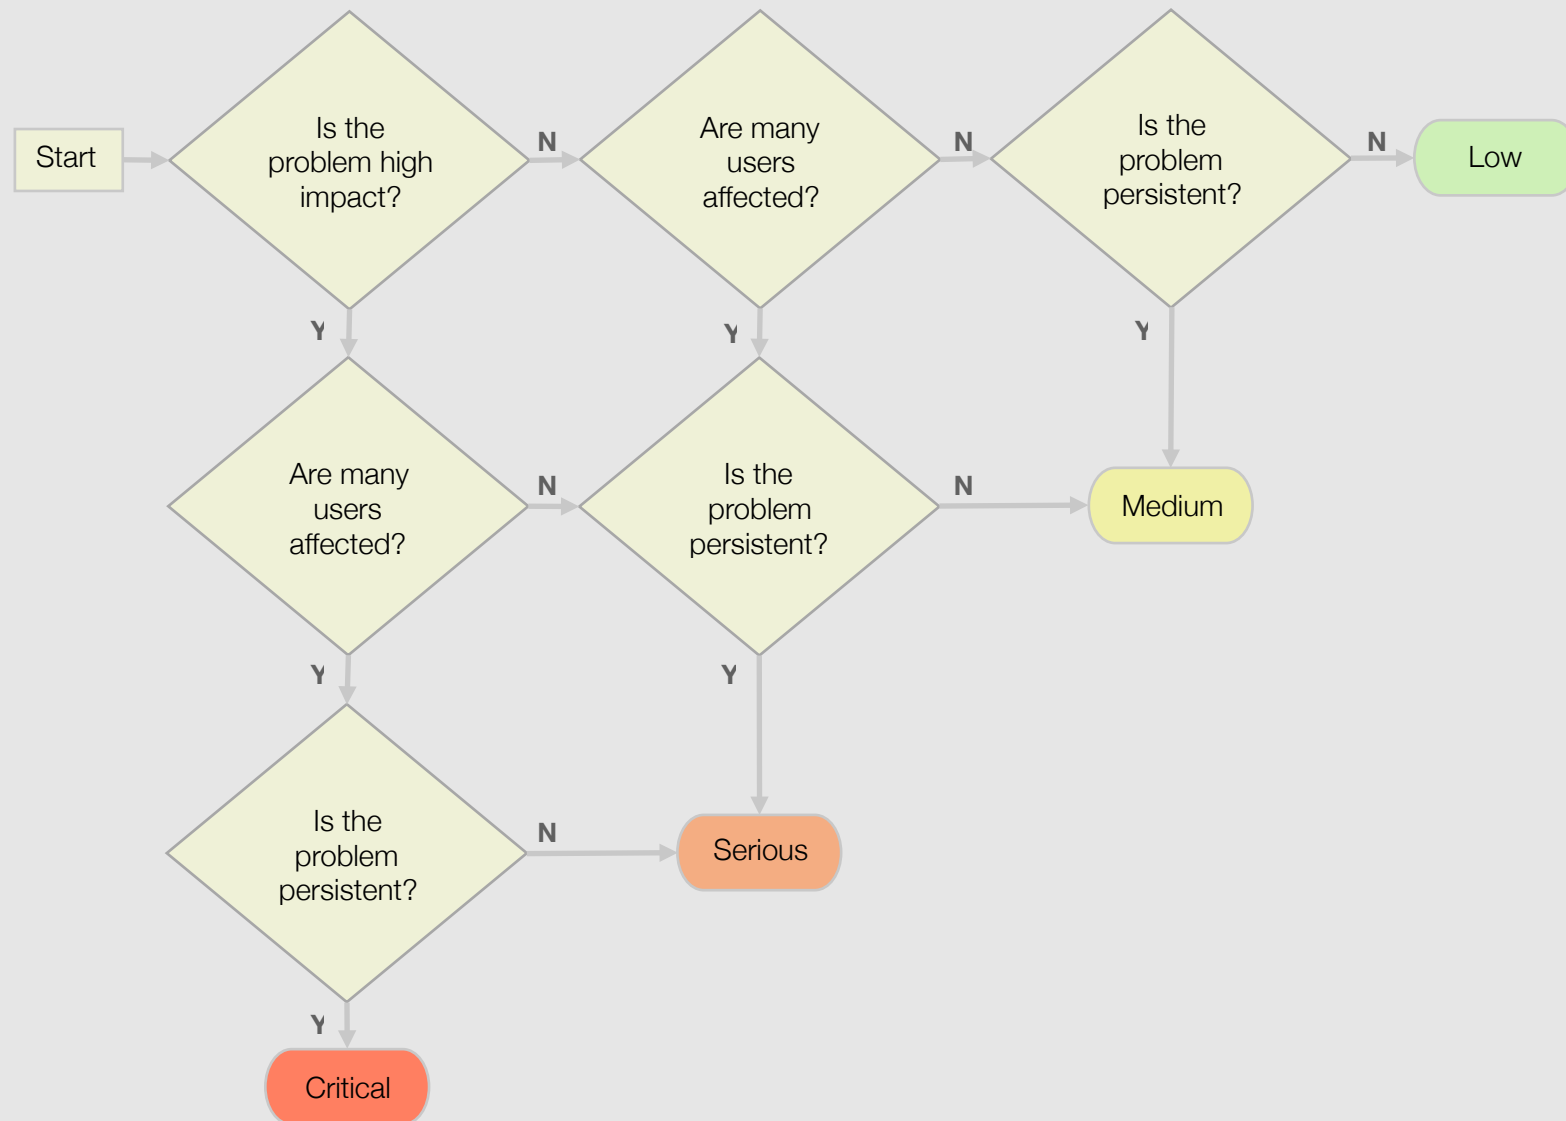 Start
Is the
problem high
impact?
N
Are many
users
affected?
N
Is the
problem
persistent?
N
Low
Y
Y
Y
Are many
users
affected?
N
Is the
problem
persistent?
N
Medium
Y
Y
Is the
problem
persistent?
N
Serious
Y
Critical